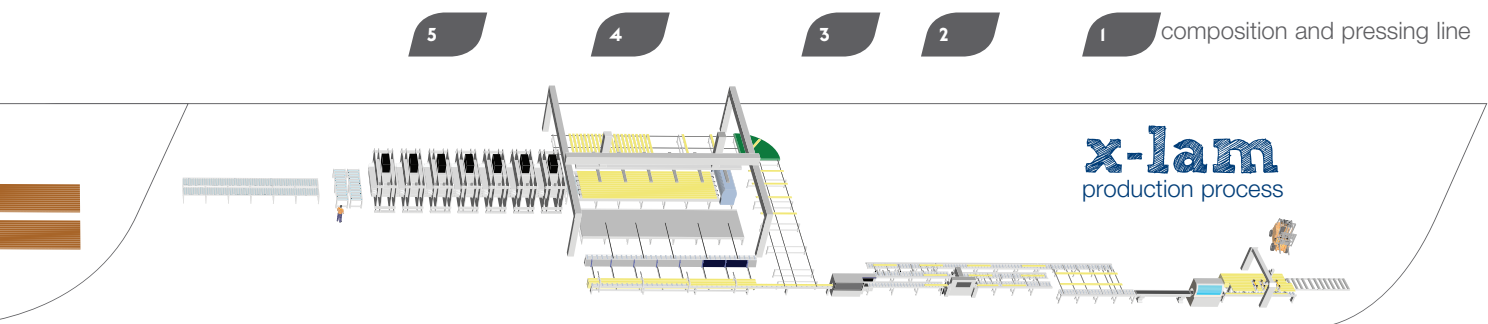 5
4
3
2
1
composition and pressing line
x-lam
production process